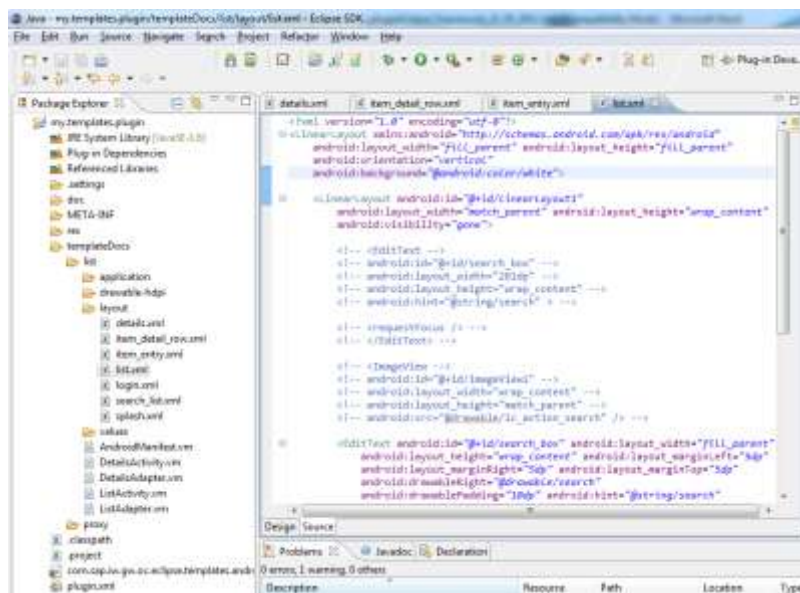 Java - my.templates.plugin/templateDocs/list/layout/list.xml - Eclipse SDK
File Edit Run Source Navigate Search Project Refactor Window Help
Plug-in Deve...
Package Explorer
details.xml item_detail_row.xml item_entry.xml list.xml
my.templates.plugin
JRE System Library
Plug-in Dependencies
Referenced Libraries
.settings
doc
META-INF
res
templateDocs
list
application
drawable-hdpi
layout
details.xml
item_detail_row.xml
item_entry.xml
list.xml
login.xml
search_list.xml
splash.xml
values
AndroidManifest.vm
DetailsActivity.vm
DetailsAdapter.vm
ListActivity.vm
ListAdapter.vm
proxy
.classpath
.project
com.sap.iw.gw.oc.eclipse.templates.andr
plugin.xml
<?xml version="1.0" encoding="utf-8"?>
<LinearLayout xmlns:android="http://schemas.android.com/apk/res/android"
android:layout_width="fill_parent" android:layout_height="fill_parent"
android:orientation="vertical"
android:background="@android:color/white">
<LinearLayout android:id="@+id/linearLayout1"
android:layout_width="match_parent" android:layout_height="wrap_content"
android:visibility="gone">
<!-- <EditText -->
<!-- android:id="@+id/search_box" -->
<!-- android:layout_width="201dp" -->
<!-- android:layout_height="wrap_content" -->
<!-- android:hint="@string/search" > -->
<!-- <requestFocus /> -->
<!-- </EditText> -->
<!-- <ImageView -->
<!-- android:id="@+id/imageView1" -->
<!-- android:layout_width="wrap_content" -->
<!-- android:layout_height="match_parent" -->
<!-- android:src="@drawable/ic_action_search" /> -->
<EditText android:id="@+id/search_box" android:layout_width="fill_parent"
android:layout_height="wrap_content" android:layout_marginLeft="5dp"
android:layout_marginRight="5dp" android:layout_marginTop="5dp"
android:drawableRight="@drawable/search"
android:drawablePadding="10dp" android:hint="@string/search"
Design Source
Problems Javadoc Declaration
0 errors, 1 warning, 0 others
Description Resource Path Location Type